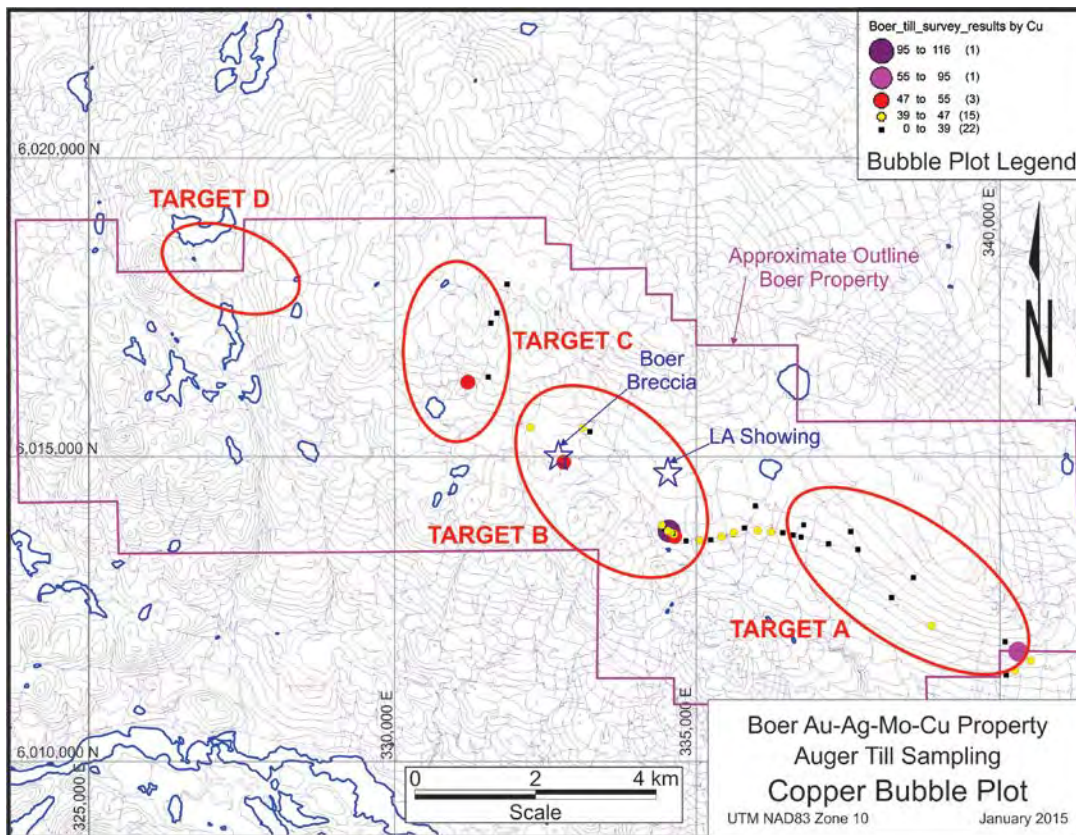 Boer_till_survey_results by Cu
95 to 116 (1)
55 to 95 (1)
47 to 55 (3)
39 to 47 (15)
0 to 39 (22)
Bubble Plot Legend
6,020,000 N
TARGET D
340,000 E
Approximate Outline
Boer Property
N
TARGET C
Boer
Breccia
6,015,000 N
LA Showing
TARGET B
TARGET A
330,000 E
335,000 E
6,010,000 N
325,000 E
0 2 4 km
Scale
Boer Au-Ag-Mo-Cu Property
Auger Till Sampling
Copper Bubble Plot
UTM NAD83 Zone 10 January 2015